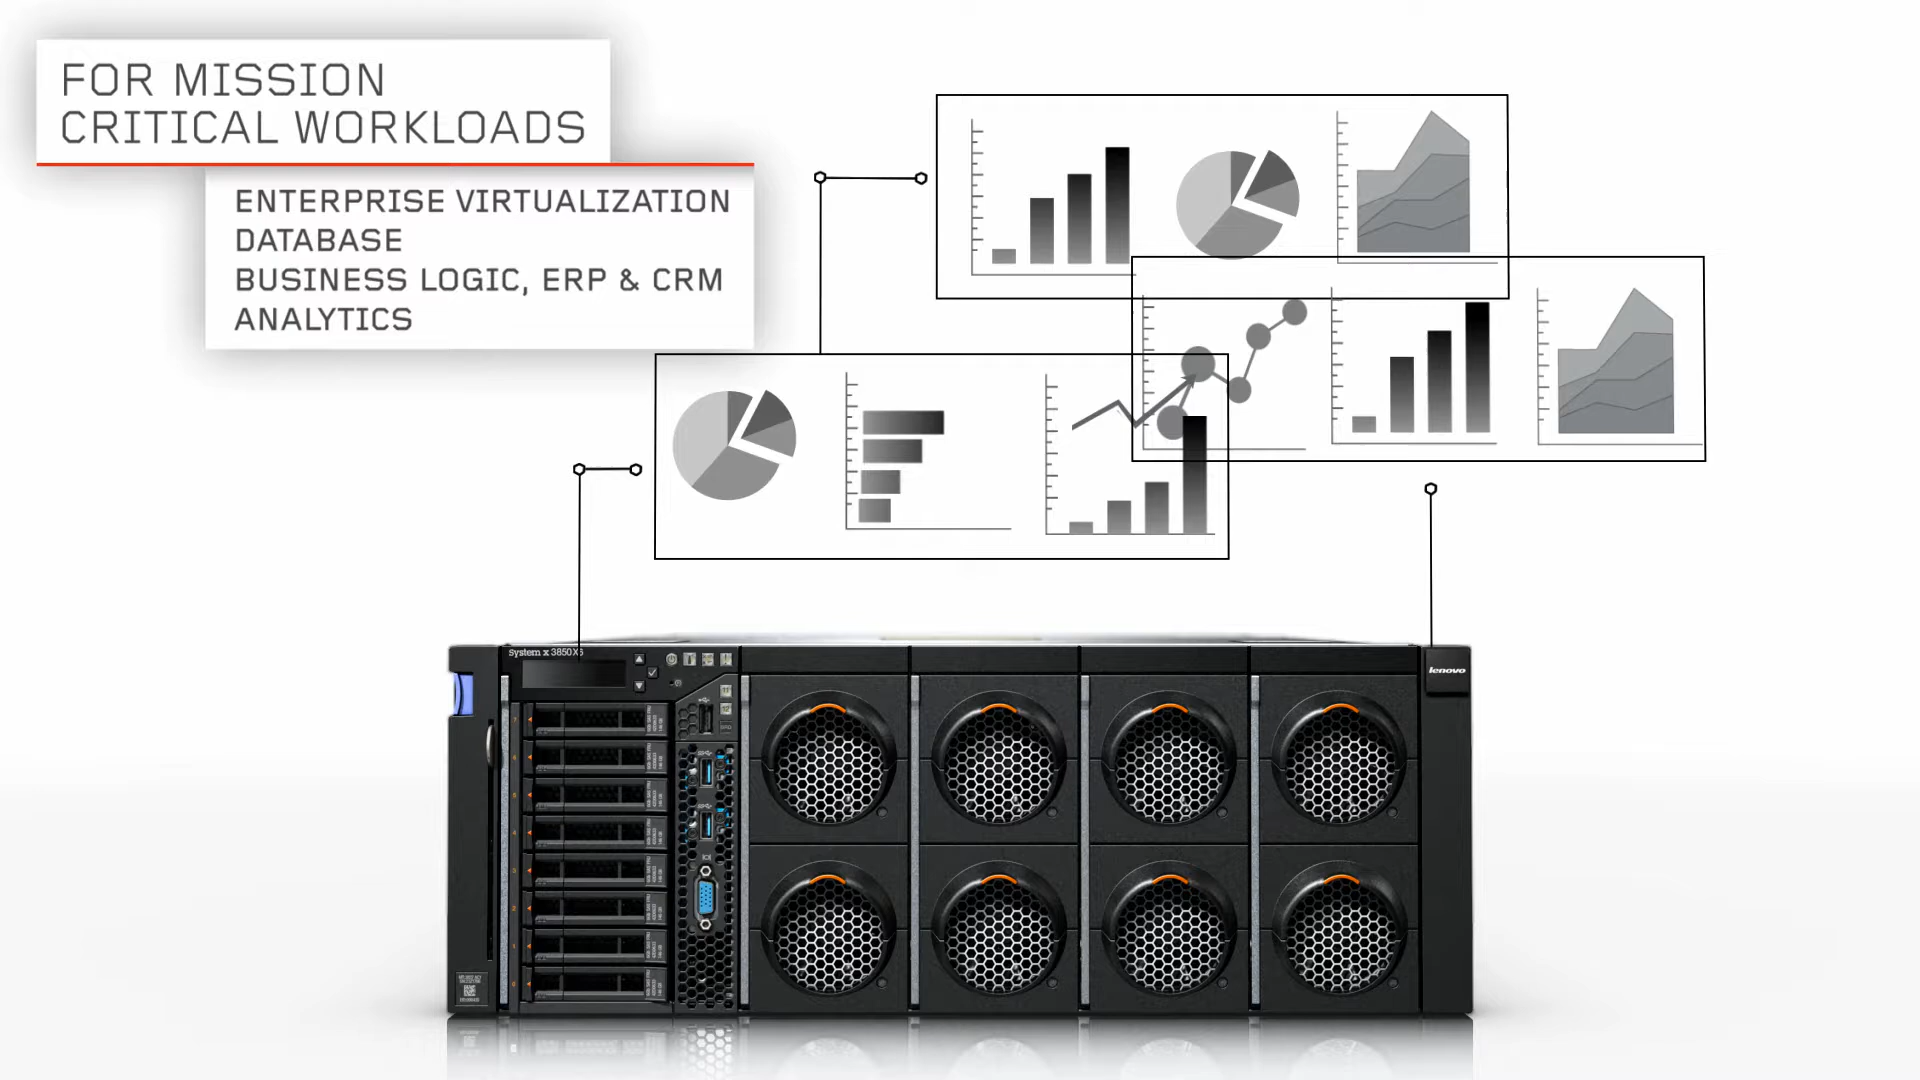 FOR MISSION
CRITICAL WORKLOADS
ENTERPRISE VIRTUALIZATION
DATABASE
BUSINESS LOGIC, ERP & CRM
ANALYTICS
System x 3850 X6
lenovo